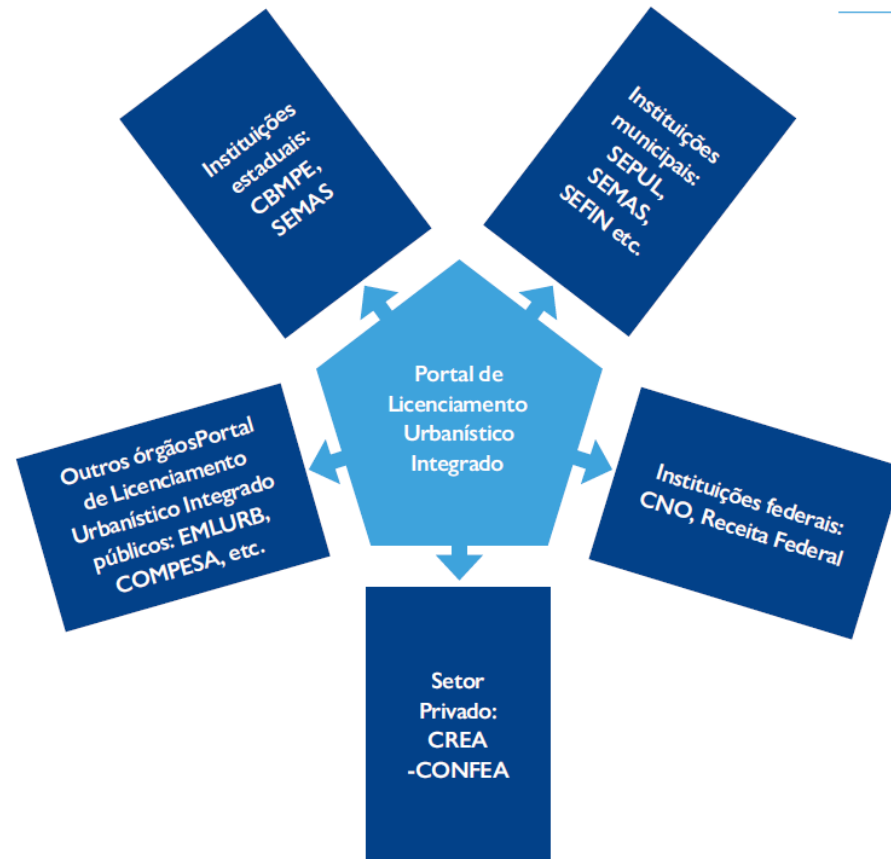 Instituições
estaduais:
CBMPE,
SEMAS
Instituições
municipais:
SEPUL,
SEMAS,
SEFIN etc.
Portal de
Licenciamento
Urbanístico
Integrado
Outros órgãosPortal
de Licenciamento
Urbanístico Integrado
públicos: EMLURB,
COMPESA, etc.
Instituições federais:
CNO, Receita Federal
Setor
Privado:
CREA
-CONFEA